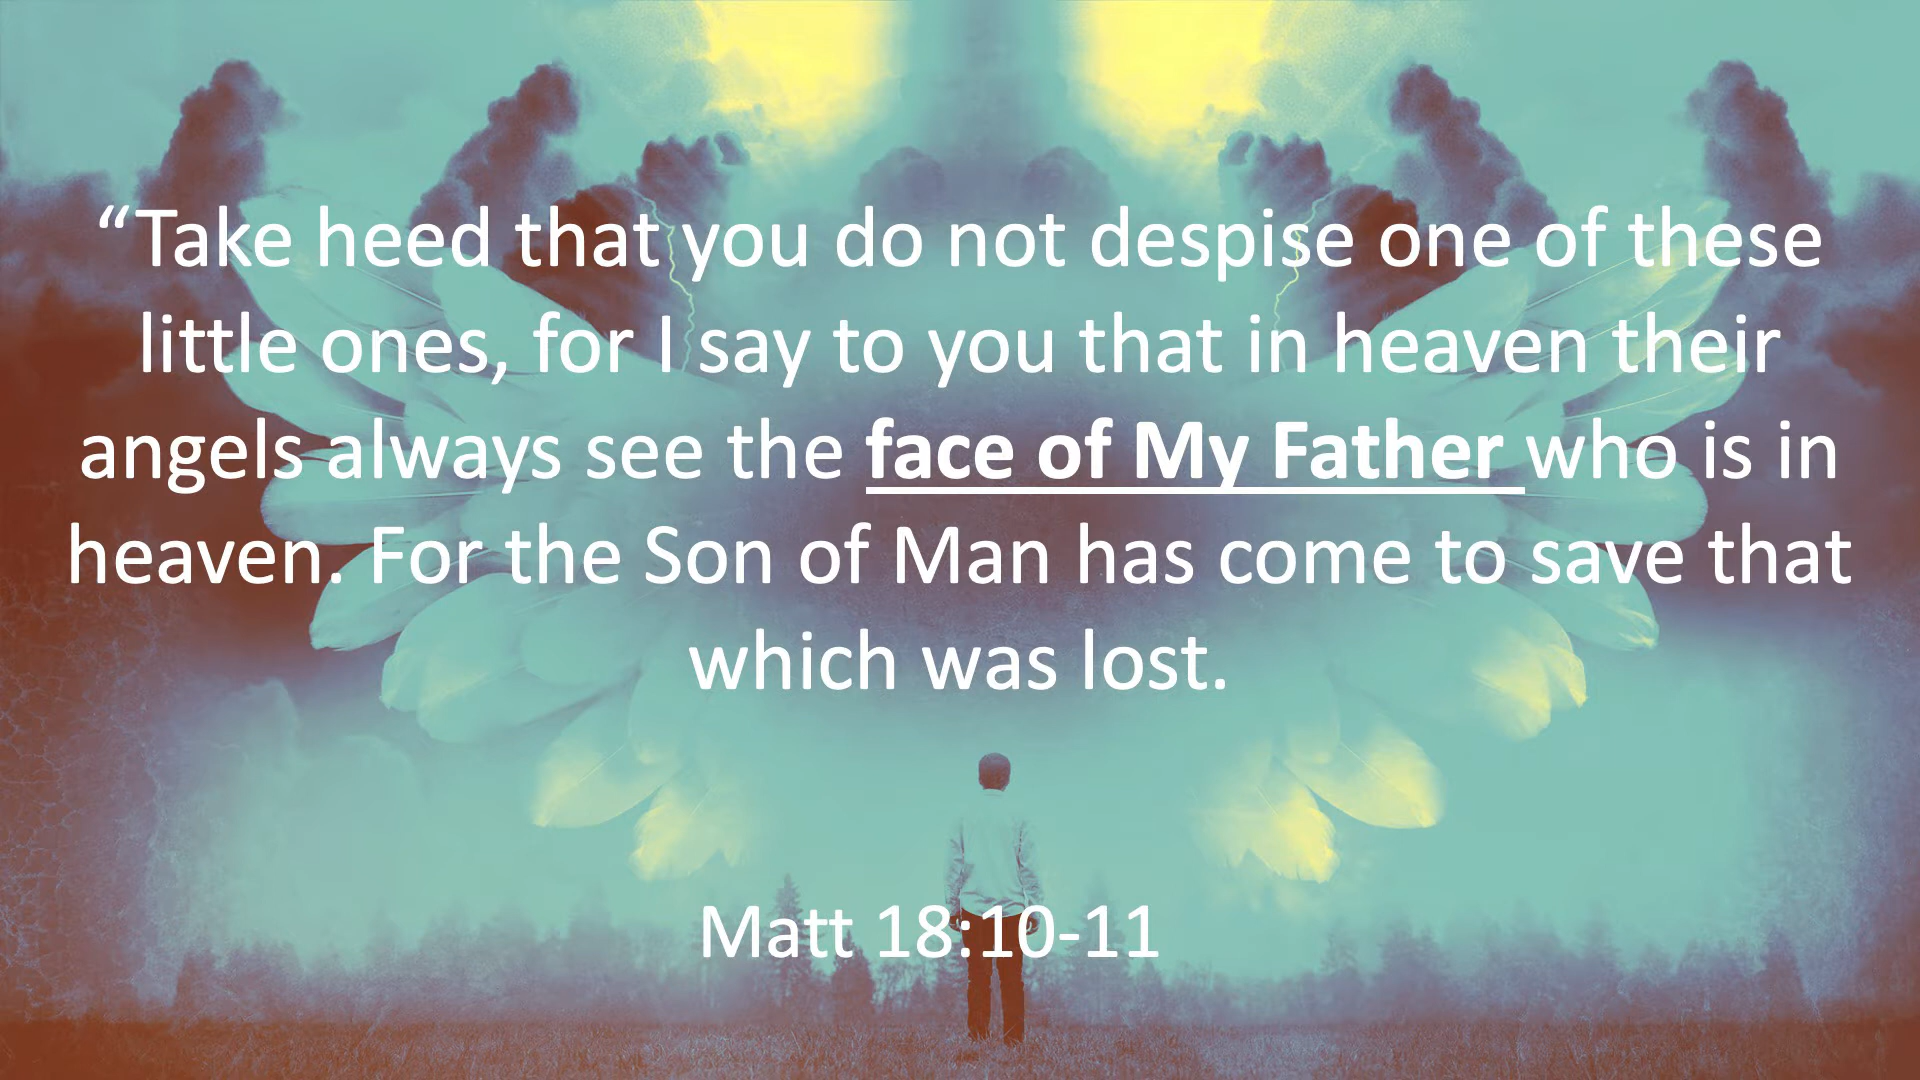 “Take heed that you do not despise one of these
little ones, for I say to you that in heaven their
angels always see the face of My Father who is in
heaven. For the Son of Man has come to save that
which was lost.
Matt 18:10-11